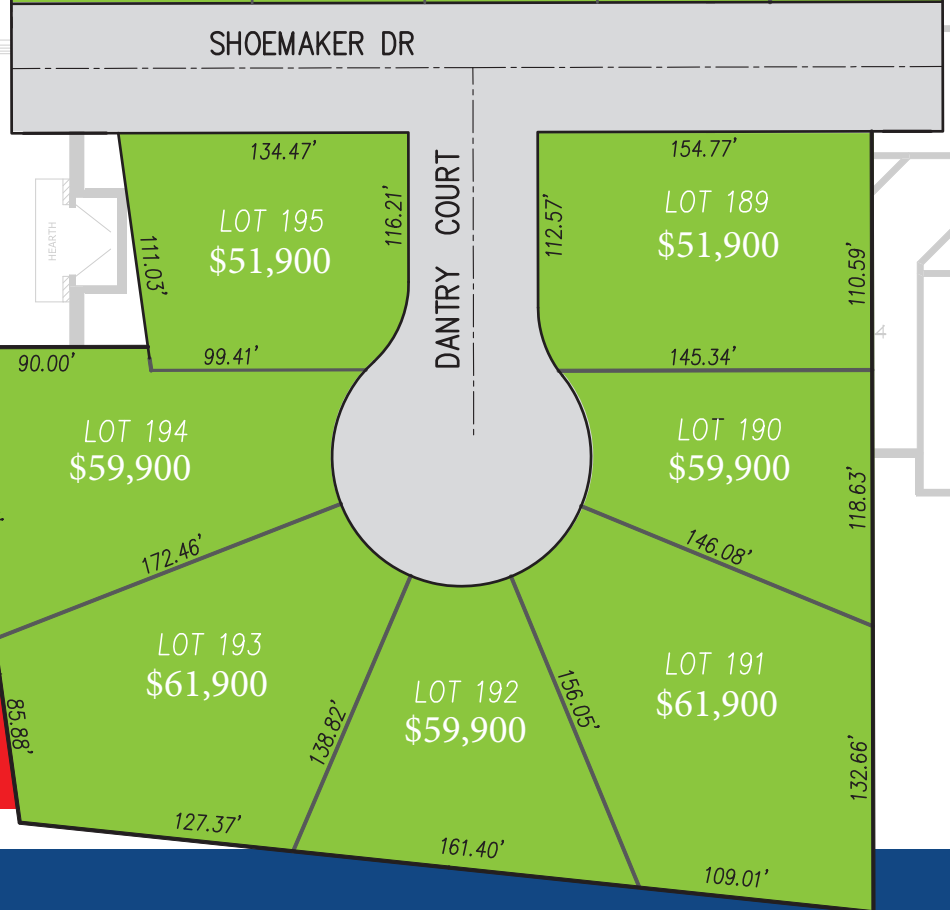 SHOEMAKER DR
134.47’
154.77’
DANTRY COURT
116.21’
112.57’
LOT 195
$51,900
LOT 189
$51,900
HEARTH
111.03’
110.59’
90.00’
99.41’
145.34’
LOT 194
$59,900
LOT 190
$59,900
118.63’
172.46’
146.08’
LOT 193
$61,900
LOT 192
$59,900
LOT 191
$61,900
85.88’
138.82’
156.05’
132.66’
127.37’
161.40’
109.01’